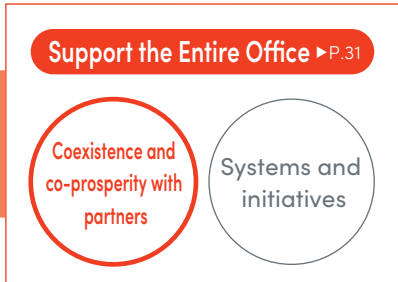 Support the Entire Office ▶P.31
Coexistence and
co-prosperity with
partners
Systems and
initiatives